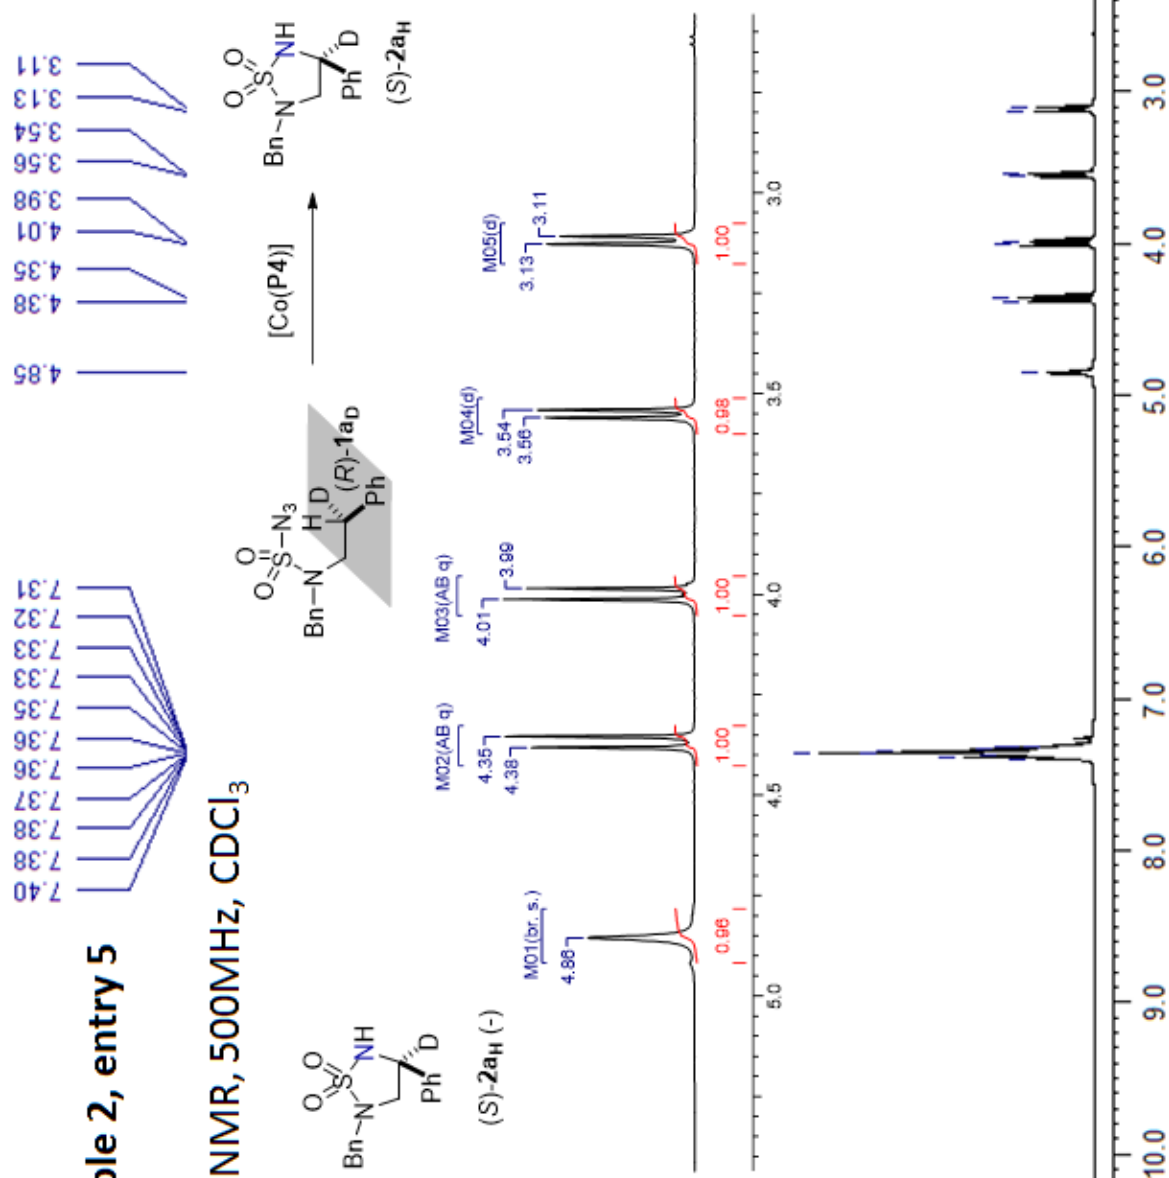 ble 2, entry 5
NMR, 500MHz, CDCl3
7.40
7.38
7.38
7.37
7.36
7.36
7.35
7.33
7.33
7.32
7.31
4.85
4.38
4.35
4.01
3.98
3.56
3.54
3.13
3.11
Bn
N
S
O
O
NH
Ph
D
(S)-2aH (-)
Bn
N
S
O
O
N3
H
D
Ph
(R)-1aD
[Co(P4)]
Bn
N
S
O
O
NH
Ph
D
(S)-2aH
M01(br. s.)
4.86
M02(AB q)
4.35
4.38
M03(AB q)
4.01
3.99
M04(d)
3.54
3.56
M05(d)
3.13
3.11
0.96
1.00
1.00
0.98
1.00
5.0
4.5
4.0
3.5
3.0
10.0
9.0
8.0
7.0
6.0
5.0
4.0
3.0